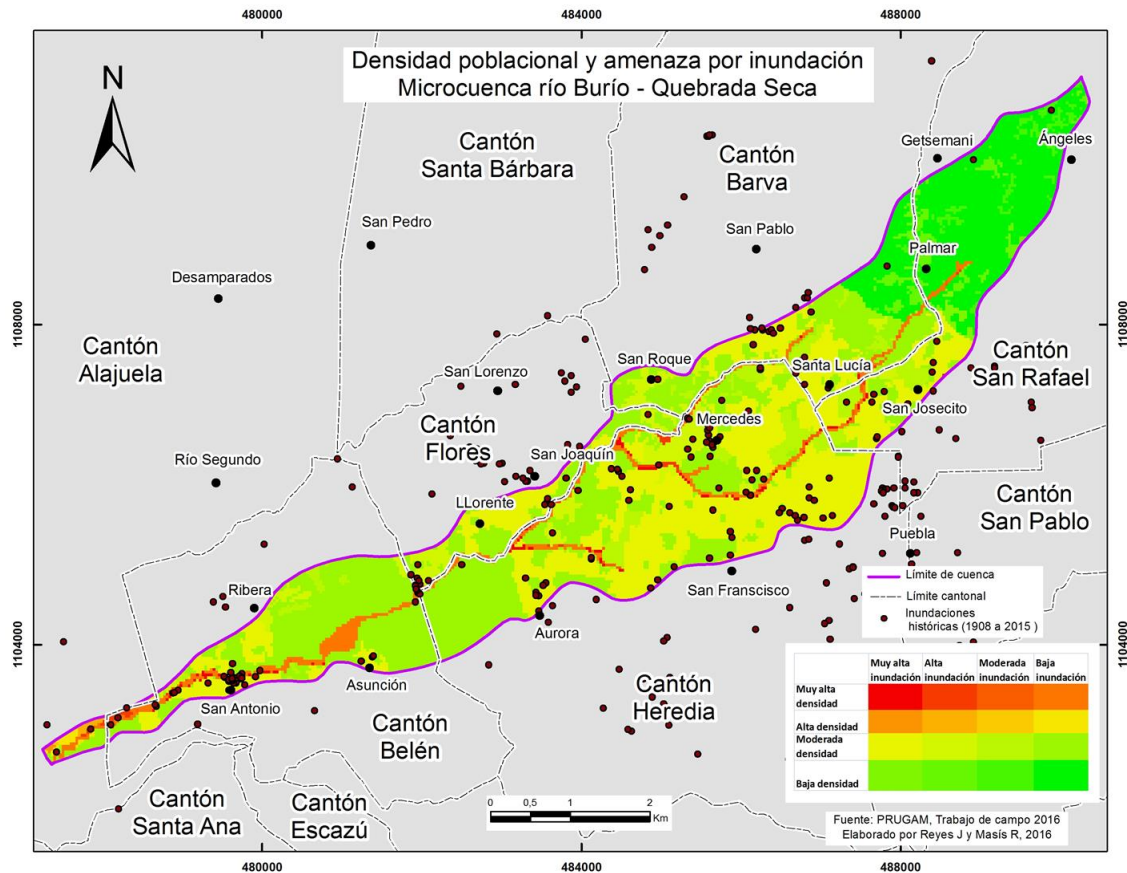 480000
484000
488000
Densidad poblacional y amenaza por inundación
Microcuenca río Burío - Quebrada Seca
N
Cantón
Santa Bárbara
Cantón
Barva
Getsemani
Ángeles
San Pedro
San Pablo
Palmar
Desamparados
1108000
1108000
Cantón
Alajuela
San Roque
Santa Lucía
Cantón
San Rafael
San Lorenzo
San Josecito
Mercedes
Cantón
Flores
San Joaquín
Río Segundo
LLorente
Cantón
San Pablo
Puebla
San Franscisco
Límite de cuenca
Límite cantonal
Inundaciones
históricas (1908 a 2015 )
Ribera
Aurora
1104000
1104000
Asunción
San Antonio
Cantón
Heredia
Cantón
Belén
Muy alta Alta Moderada Baja
inundación inundación inundación inundación
Muy alta
densidad
Alta densidad
Moderada
densidad
Baja densidad
Cantón
Santa Ana
Cantón
Escazú
0 0,5 1 2
Km
Fuente: PRUGAM, Trabajo de campo 2016
Elaborado por Reyes J y Masís R, 2016
480000
484000
488000